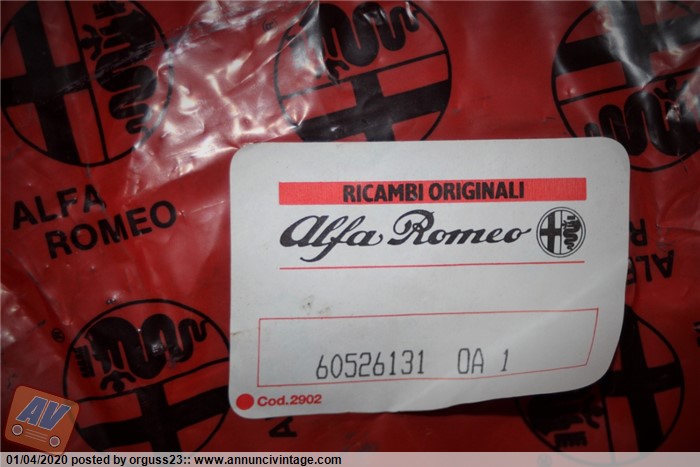 ALFA
ROMEO
RICAMBI ORIGINALI
Alfa Romeo
60526131 0A 1
Cod.2902
ALFA
R
A
AV
01/04/2020 posted by orguss23:: www.annuncivintage.com